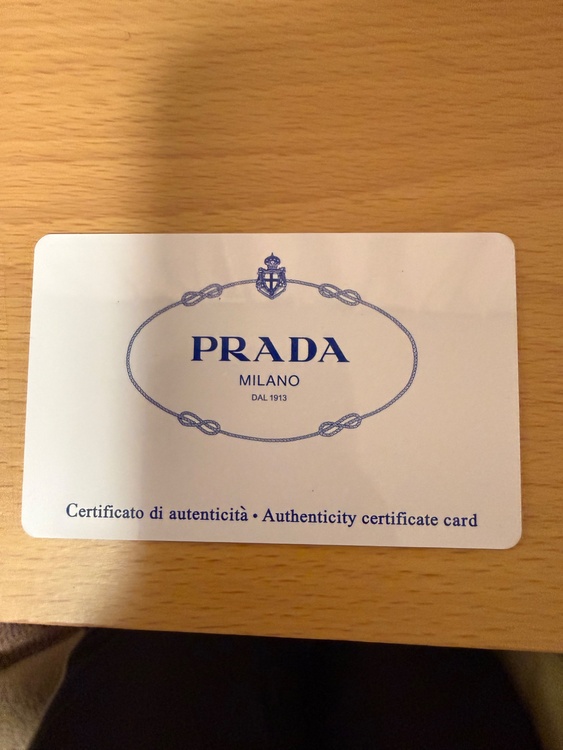 PRADA
MILANO
DAL 1913
Certificato di autenticità • Authenticity certificate card